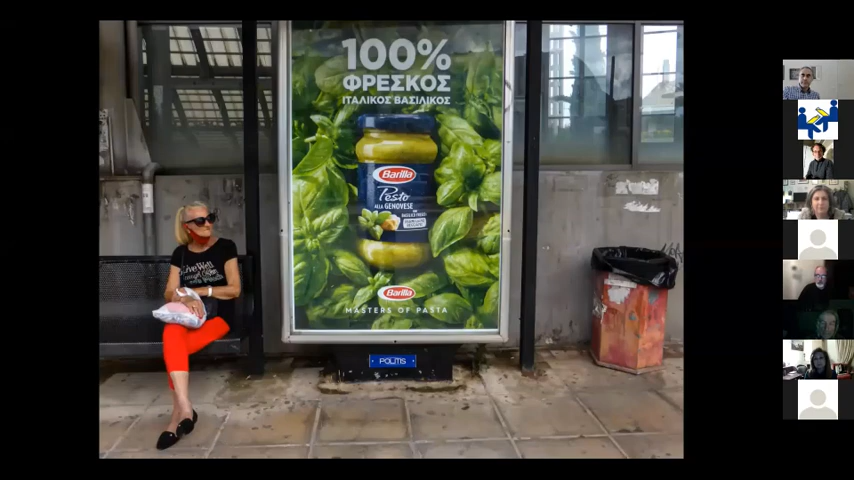 100%
ΦΡΕΣΚΟΣ
ΙΤΑΛΙΚΟΣ ΒΑΣΙΛΙΚΟΣ
Barilla
Pesto
ALLA GENOVESE
Barilla
MASTERS OF PASTA
POLITIS